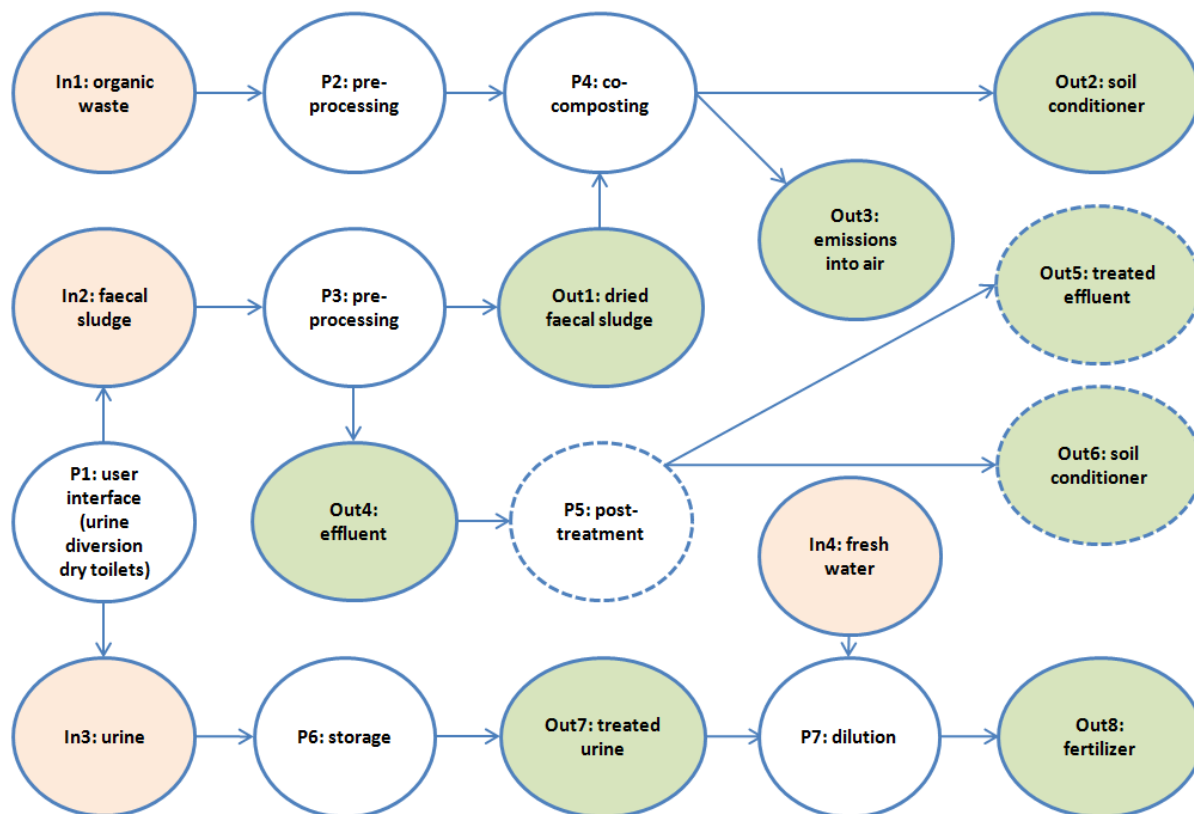 In1: organic
waste
P2: pre-
processing
P4: co-
composting
Out2: soil
conditioner
Out3:
emissions
into air
In2: faecal
sludge
P3: pre-
processing
Out1: dried
faecal sludge
Out5: treated
effluent
P1: user
interface
(urine
diversion
dry toilets)
Out4:
effluent
P5: post-
treatment
Out6: soil
conditioner
In4: fresh
water
In3: urine
P6: storage
Out7: treated
urine
P7: dilution
Out8:
fertilizer